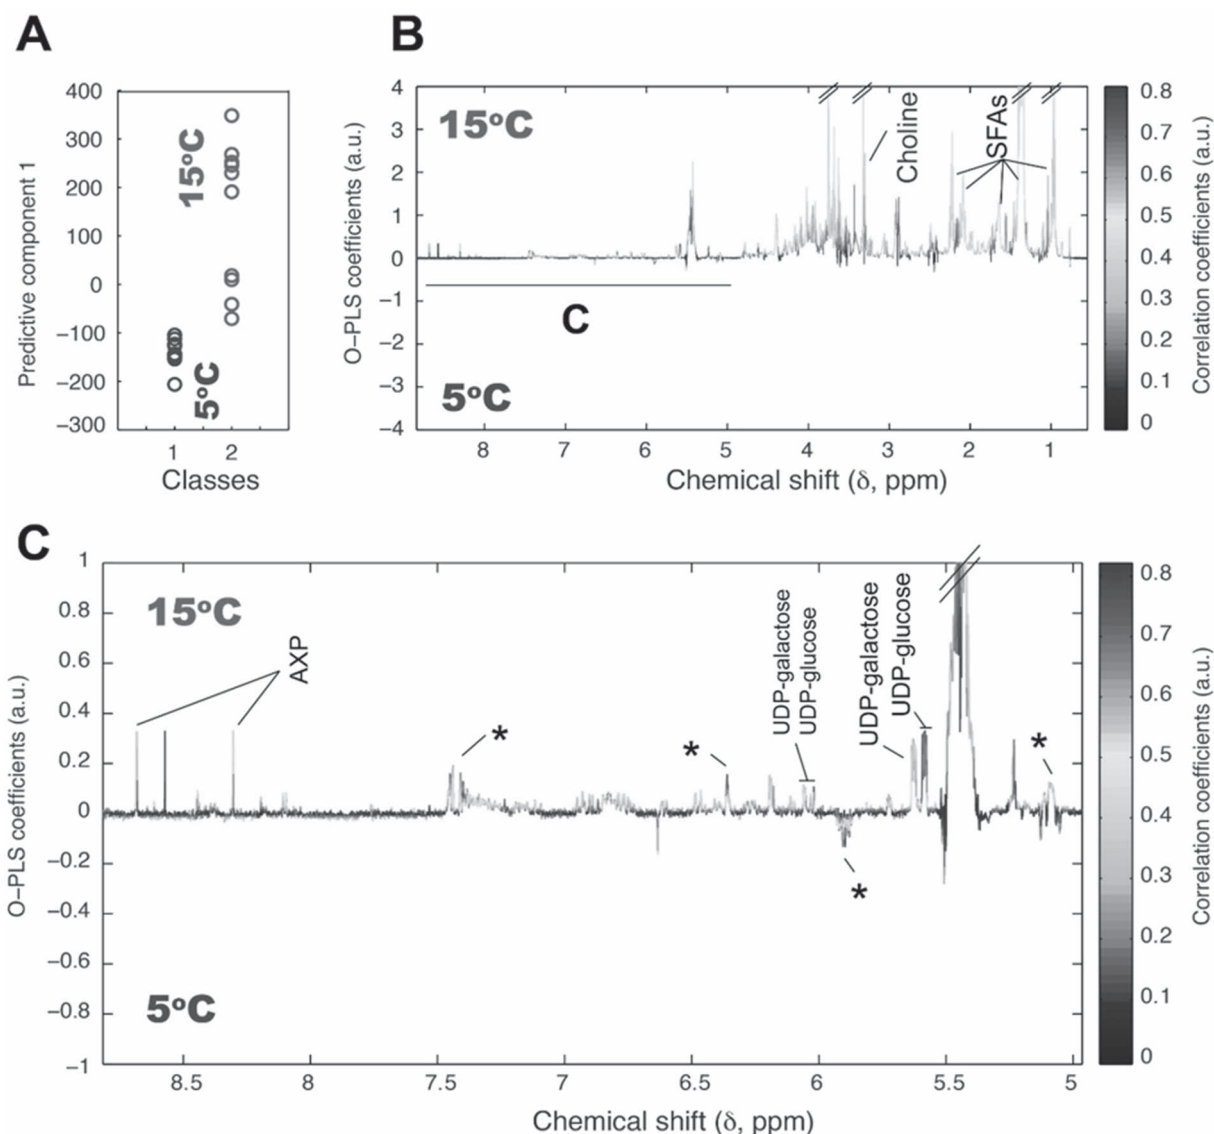 A
B
400
300
200
100
0
−100
−200
−300
Predictive component 1
15°C
5°C
1
2
Classes
4
3
2
1
0
−1
−2
−3
−4
O−PLS coefficients (a.u.)
15°C
Choline
SFAs
C
5°C
8
7
6
5
4
3
2
1
Chemical shift (δ, ppm)
0.8
0.7
0.6
0.5
0.4
0.3
0.2
0.1
0
Correlation coefficients (a.u.)
C
1
0.8
0.6
0.4
0.2
0
−0.2
−0.4
−0.6
−0.8
−1
O−PLS coefficients (a.u.)
15°C
AXP
*
*
UDP-galactose
UDP-glucose
UDP-galactose
UDP-glucose
*
*
5°C
8.5
8
7.5
7
6.5
6
5.5
5
Chemical shift (δ, ppm)
0.8
0.7
0.6
0.5
0.4
0.3
0.2
0.1
0
Correlation coefficients (a.u.)